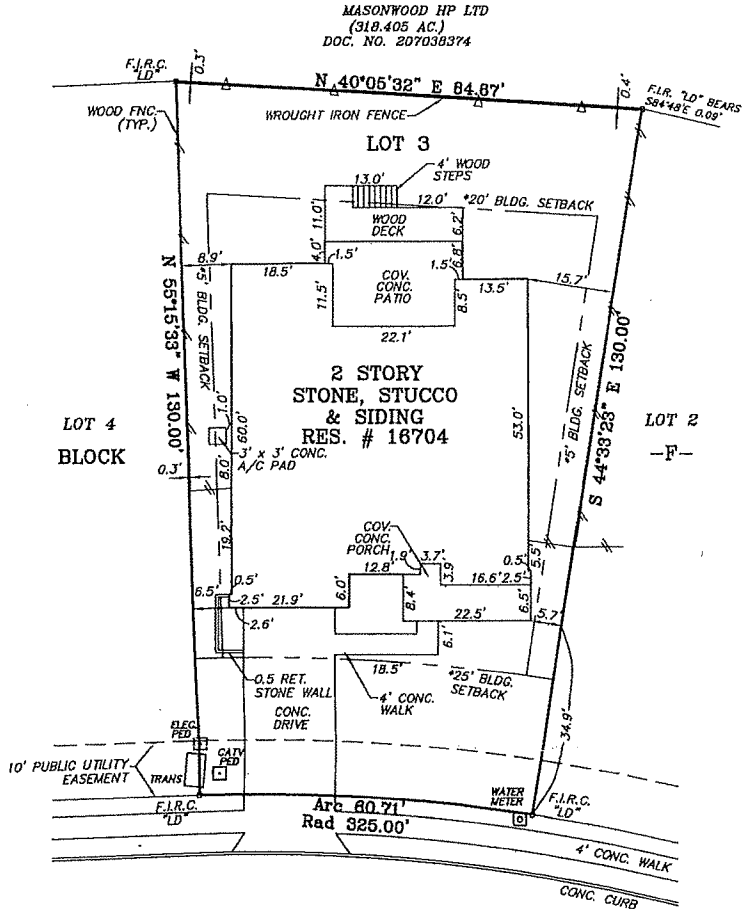 MASONWOOD HP LTD
(318.405 AC.)
DOC. NO. 207038374
F.I.R.C.
"LD"
0.3'
N 40°05'32" E 84.87'
0.4'
F.I.R. "LD" BEARS
S84°48'E 0.09'
WOOD FNC.
(TYP.)
WROUGHT IRON FENCE
LOT 3
4' WOOD
STEPS
13.0'
12.0'
*20' BLDG. SETBACK
11.0'
WOOD
DECK
6.2'
4.0'
6.8'
8.9'
18.5'
1.5'
COV.
CONC.
PATIO
1.5'
13.5'
15.7'
11.5'
8.5'
22.1'
*5' BLDG. SETBACK
N 55°15'33" W 130.00'
2 STORY
STONE, STUCCO
& SIDING
RES. # 16704
53.0'
*5' BLDG. SETBACK
S 44°33'23" E 130.00'
LOT 4
BLOCK
LOT 2
-F-
1.0'
60.0'
3' x 3' CONC.
A/C PAD
0.3'
8.0'
19.2'
COV.
CONC.
PORCH
1.9'
3.7'
3.9
12.8'
16.6'
2.5'
0.5'
5.5'
0.5'
6.5'
2.5'
21.9'
6.0'
8.4'
22.5'
6.5'
5.7'
2.6'
6.1'
18.5'
*25' BLDG.
SETBACK
0.5 RET.
STONE WALL
CONC.
DRIVE
4' CONC.
WALK
34.9'
ELEC.
PED
CATV
PED
10' PUBLIC UTILITY
EASEMENT
TRANS
F.I.R.C.
"LD"
Arc 60.71'
Rad 325.00'
WATER
METER
F.I.R.C.
"LD"
4' CONC. WALK
CONC. CURB